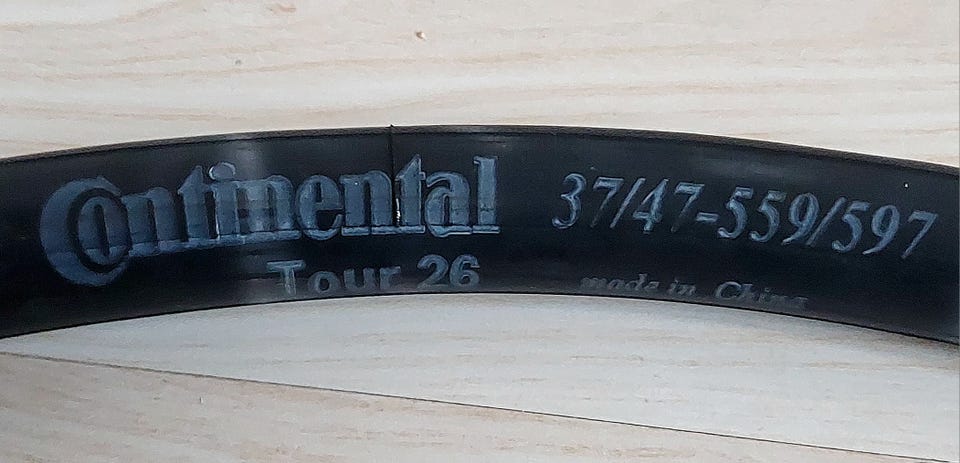 Continental 37/47-559/597
Tour 26 made in China